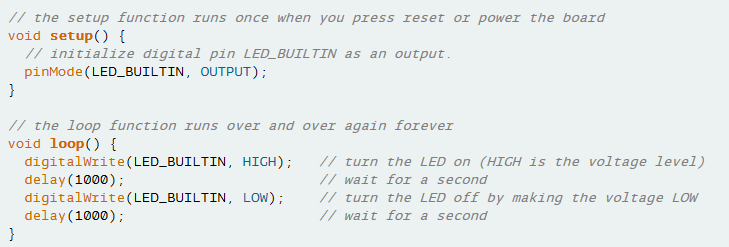 // the setup function runs once when you press reset or power the board
void setup() {
  // initialize digital pin LED_BUILTIN as an output.
  pinMode(LED_BUILTIN, OUTPUT);
}

// the loop function runs over and over again forever
void loop() {
  digitalWrite(LED_BUILTIN, HIGH);   // turn the LED on (HIGH is the voltage level)
  delay(1000);                       // wait for a second
  digitalWrite(LED_BUILTIN, LOW);    // turn the LED off by making the voltage LOW
  delay(1000);                       // wait for a second
}